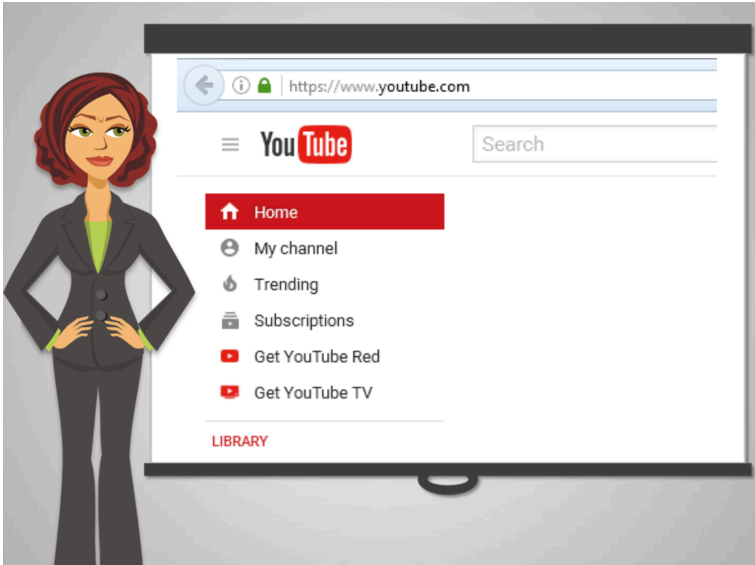 https://www.youtube.com
YouTube
Search
Home
My channel
Trending
Subscriptions
Get YouTube Red
Get YouTube TV
LIBRARY